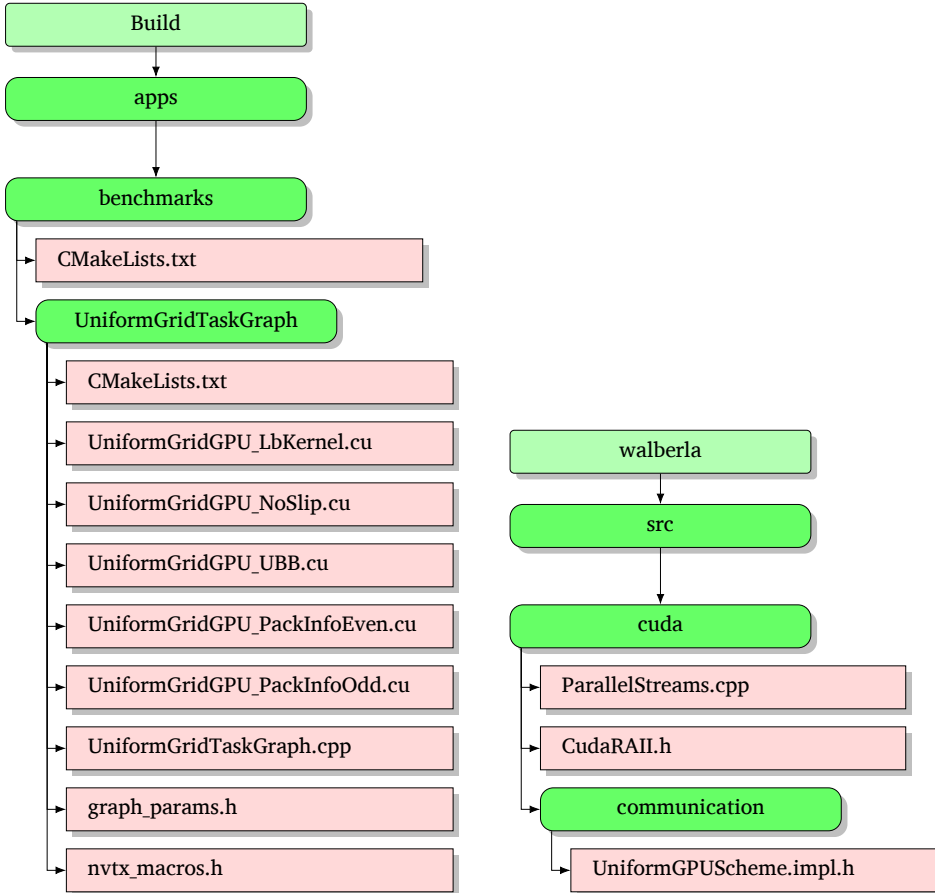 Build
apps
benchmarks
CMakeLists.txt
UniformGridTaskGraph
CMakeLists.txt
UniformGridGPU_LbKernel.cu
UniformGridGPU_NoSlip.cu
UniformGridGPU_UBB.cu
UniformGridGPU_PackInfoEven.cu
UniformGridGPU_PackInfoOdd.cu
UniformGridTaskGraph.cpp
graph_params.h
nvtx_macros.h
walberla
src
cuda
ParallelStreams.cpp
CudaRAII.h
communication
UniformGPUScheme.impl.h